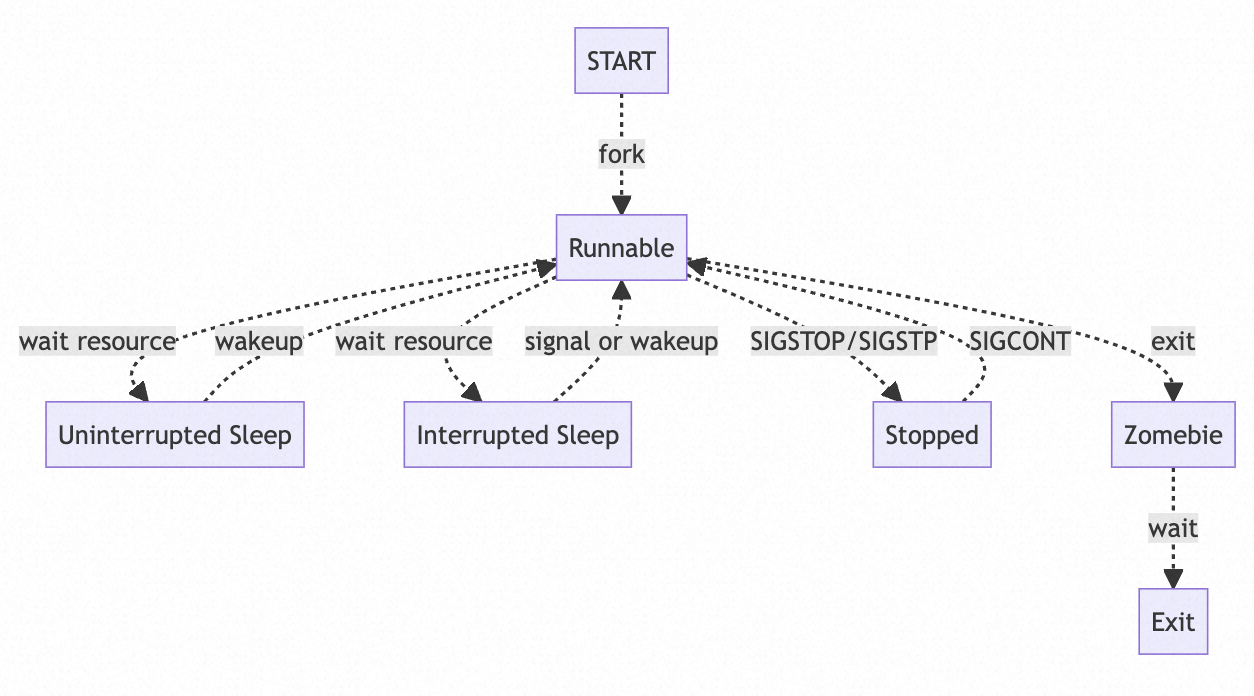 START
fork
Runnable
wait resource
wakeup
wait resource
signal or wakeup
SIGSTOP/SIGSTP
SIGCONT
exit
Uninterrupted Sleep
Interrupted Sleep
Stopped
Zomebie
wait
Exit